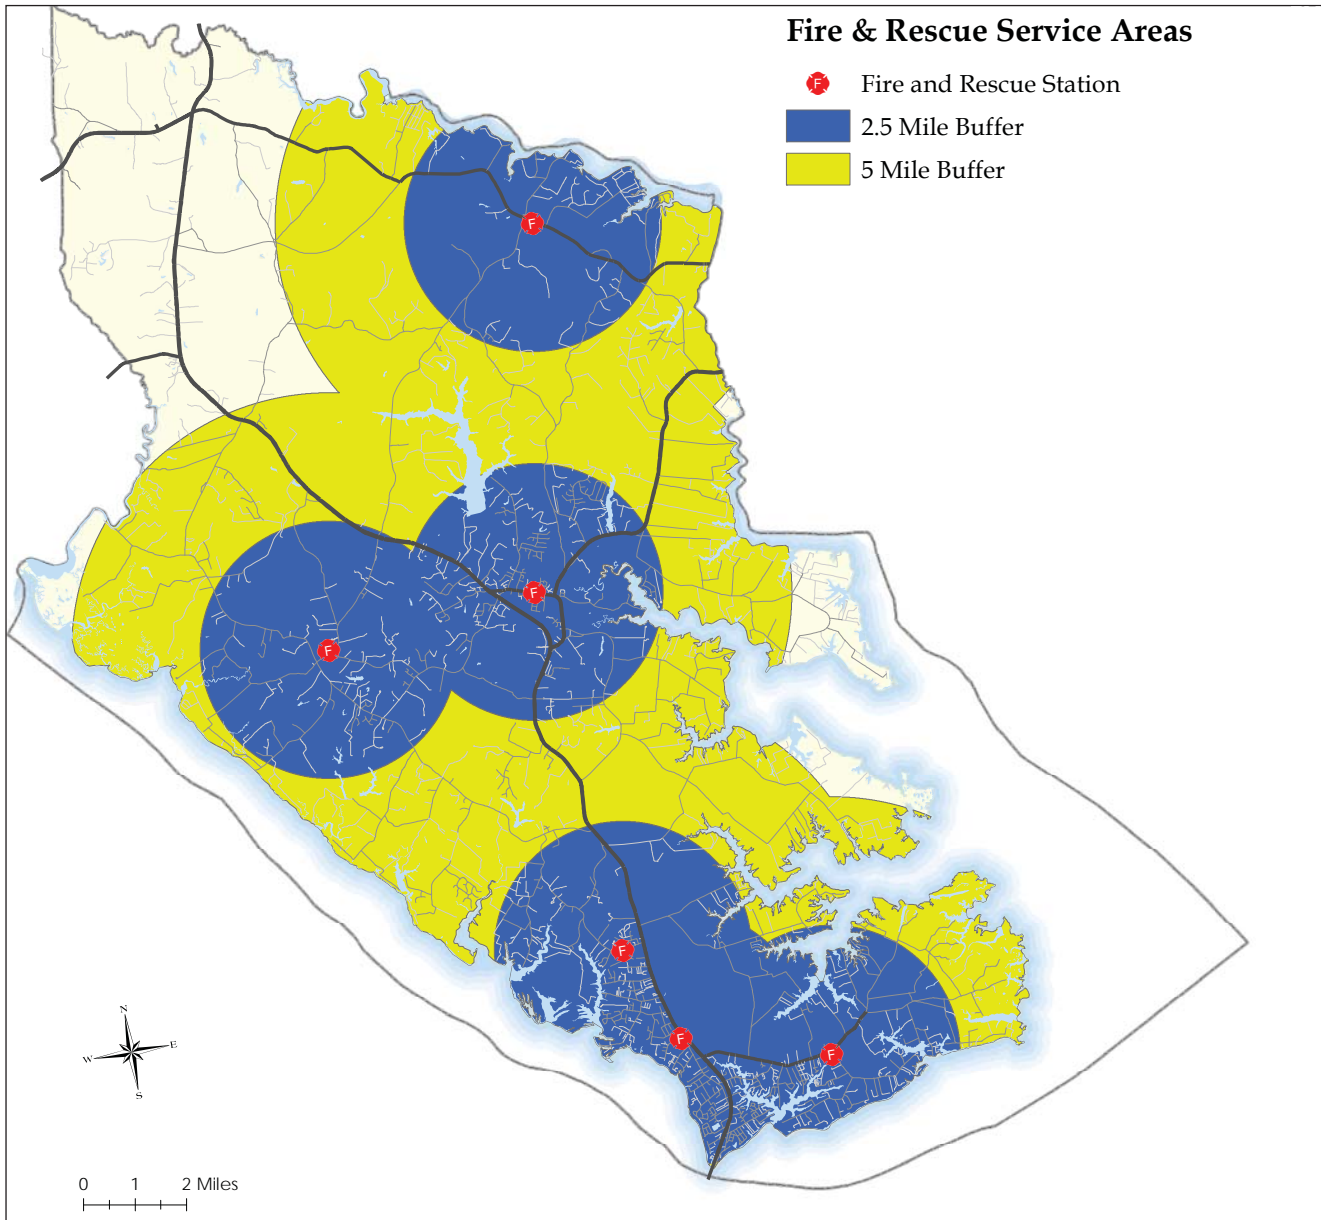 Fire & Rescue Service Areas
F Fire and Rescue Station
2.5 Mile Buffer
5 Mile Buffer
F
F
F
F
F
F
N
W E
S
0 1 2 Miles